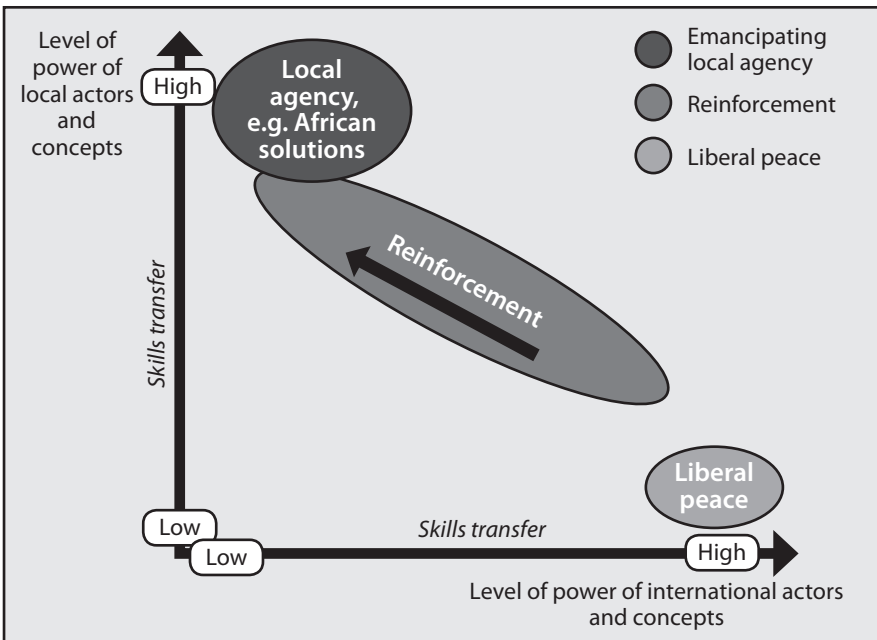 Level of
power of
local actors
and
concepts
High
Local
agency,
e.g. African
solutions
Emancipating
local agency
Reinforcement
Liberal peace
Reinforcement
Skills transfer
Liberal
peace
Low
Low
Skills transfer
High
Level of power of international actors
and concepts